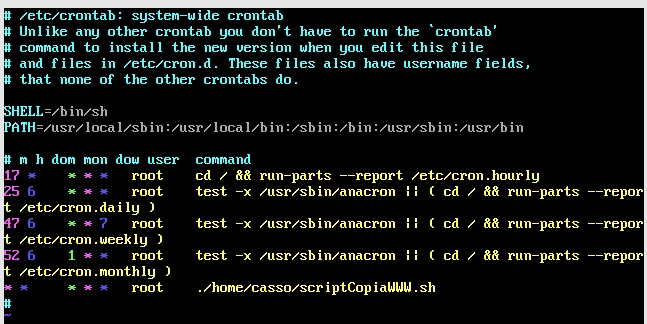 # /etc/crontab: system-wide crontab
# Unlike any other crontab you don't have to run the `crontab'
# command to install the new version when you edit this file
# and files in /etc/cron.d. These files also have username fields,
# that none of the other crontabs do.

SHELL=/bin/sh
PATH=/usr/local/sbin:/usr/local/bin:/sbin:/bin:/usr/sbin:/usr/bin

# m h dom mon dow user  command
17 *    * * *   root    cd / && run-parts --report /etc/cron.hourly
25 6    * * *   root    test -x /usr/sbin/anacron || ( cd / && run-parts --repor
t /etc/cron.daily )
47 6    * * 7   root    test -x /usr/sbin/anacron || ( cd / && run-parts --repor
t /etc/cron.weekly )
52 6    1 * *   root    test -x /usr/sbin/anacron || ( cd / && run-parts --repor
t /etc/cron.monthly )
* *     * * *   root    ./home/casso/scriptCopiaWWW.sh
#
~